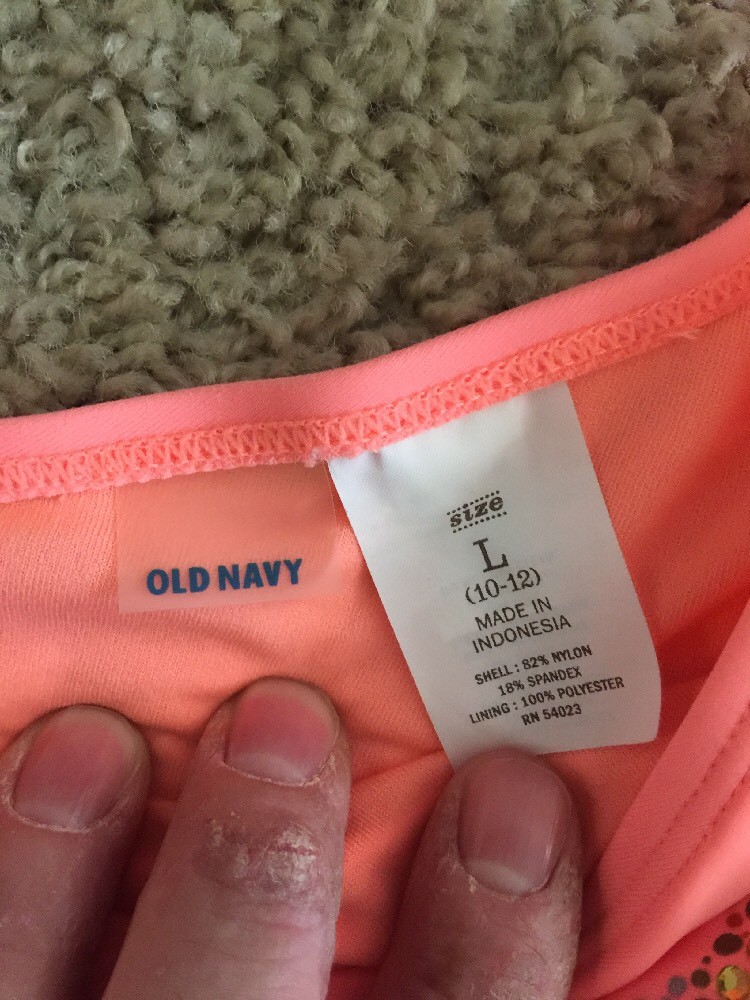 OLD NAVY
size
L
(10-12)
MADE IN
INDONESIA
SHELL : 82% NYLON
18% SPANDEX
LINING : 100% POLYESTER
RN 54023